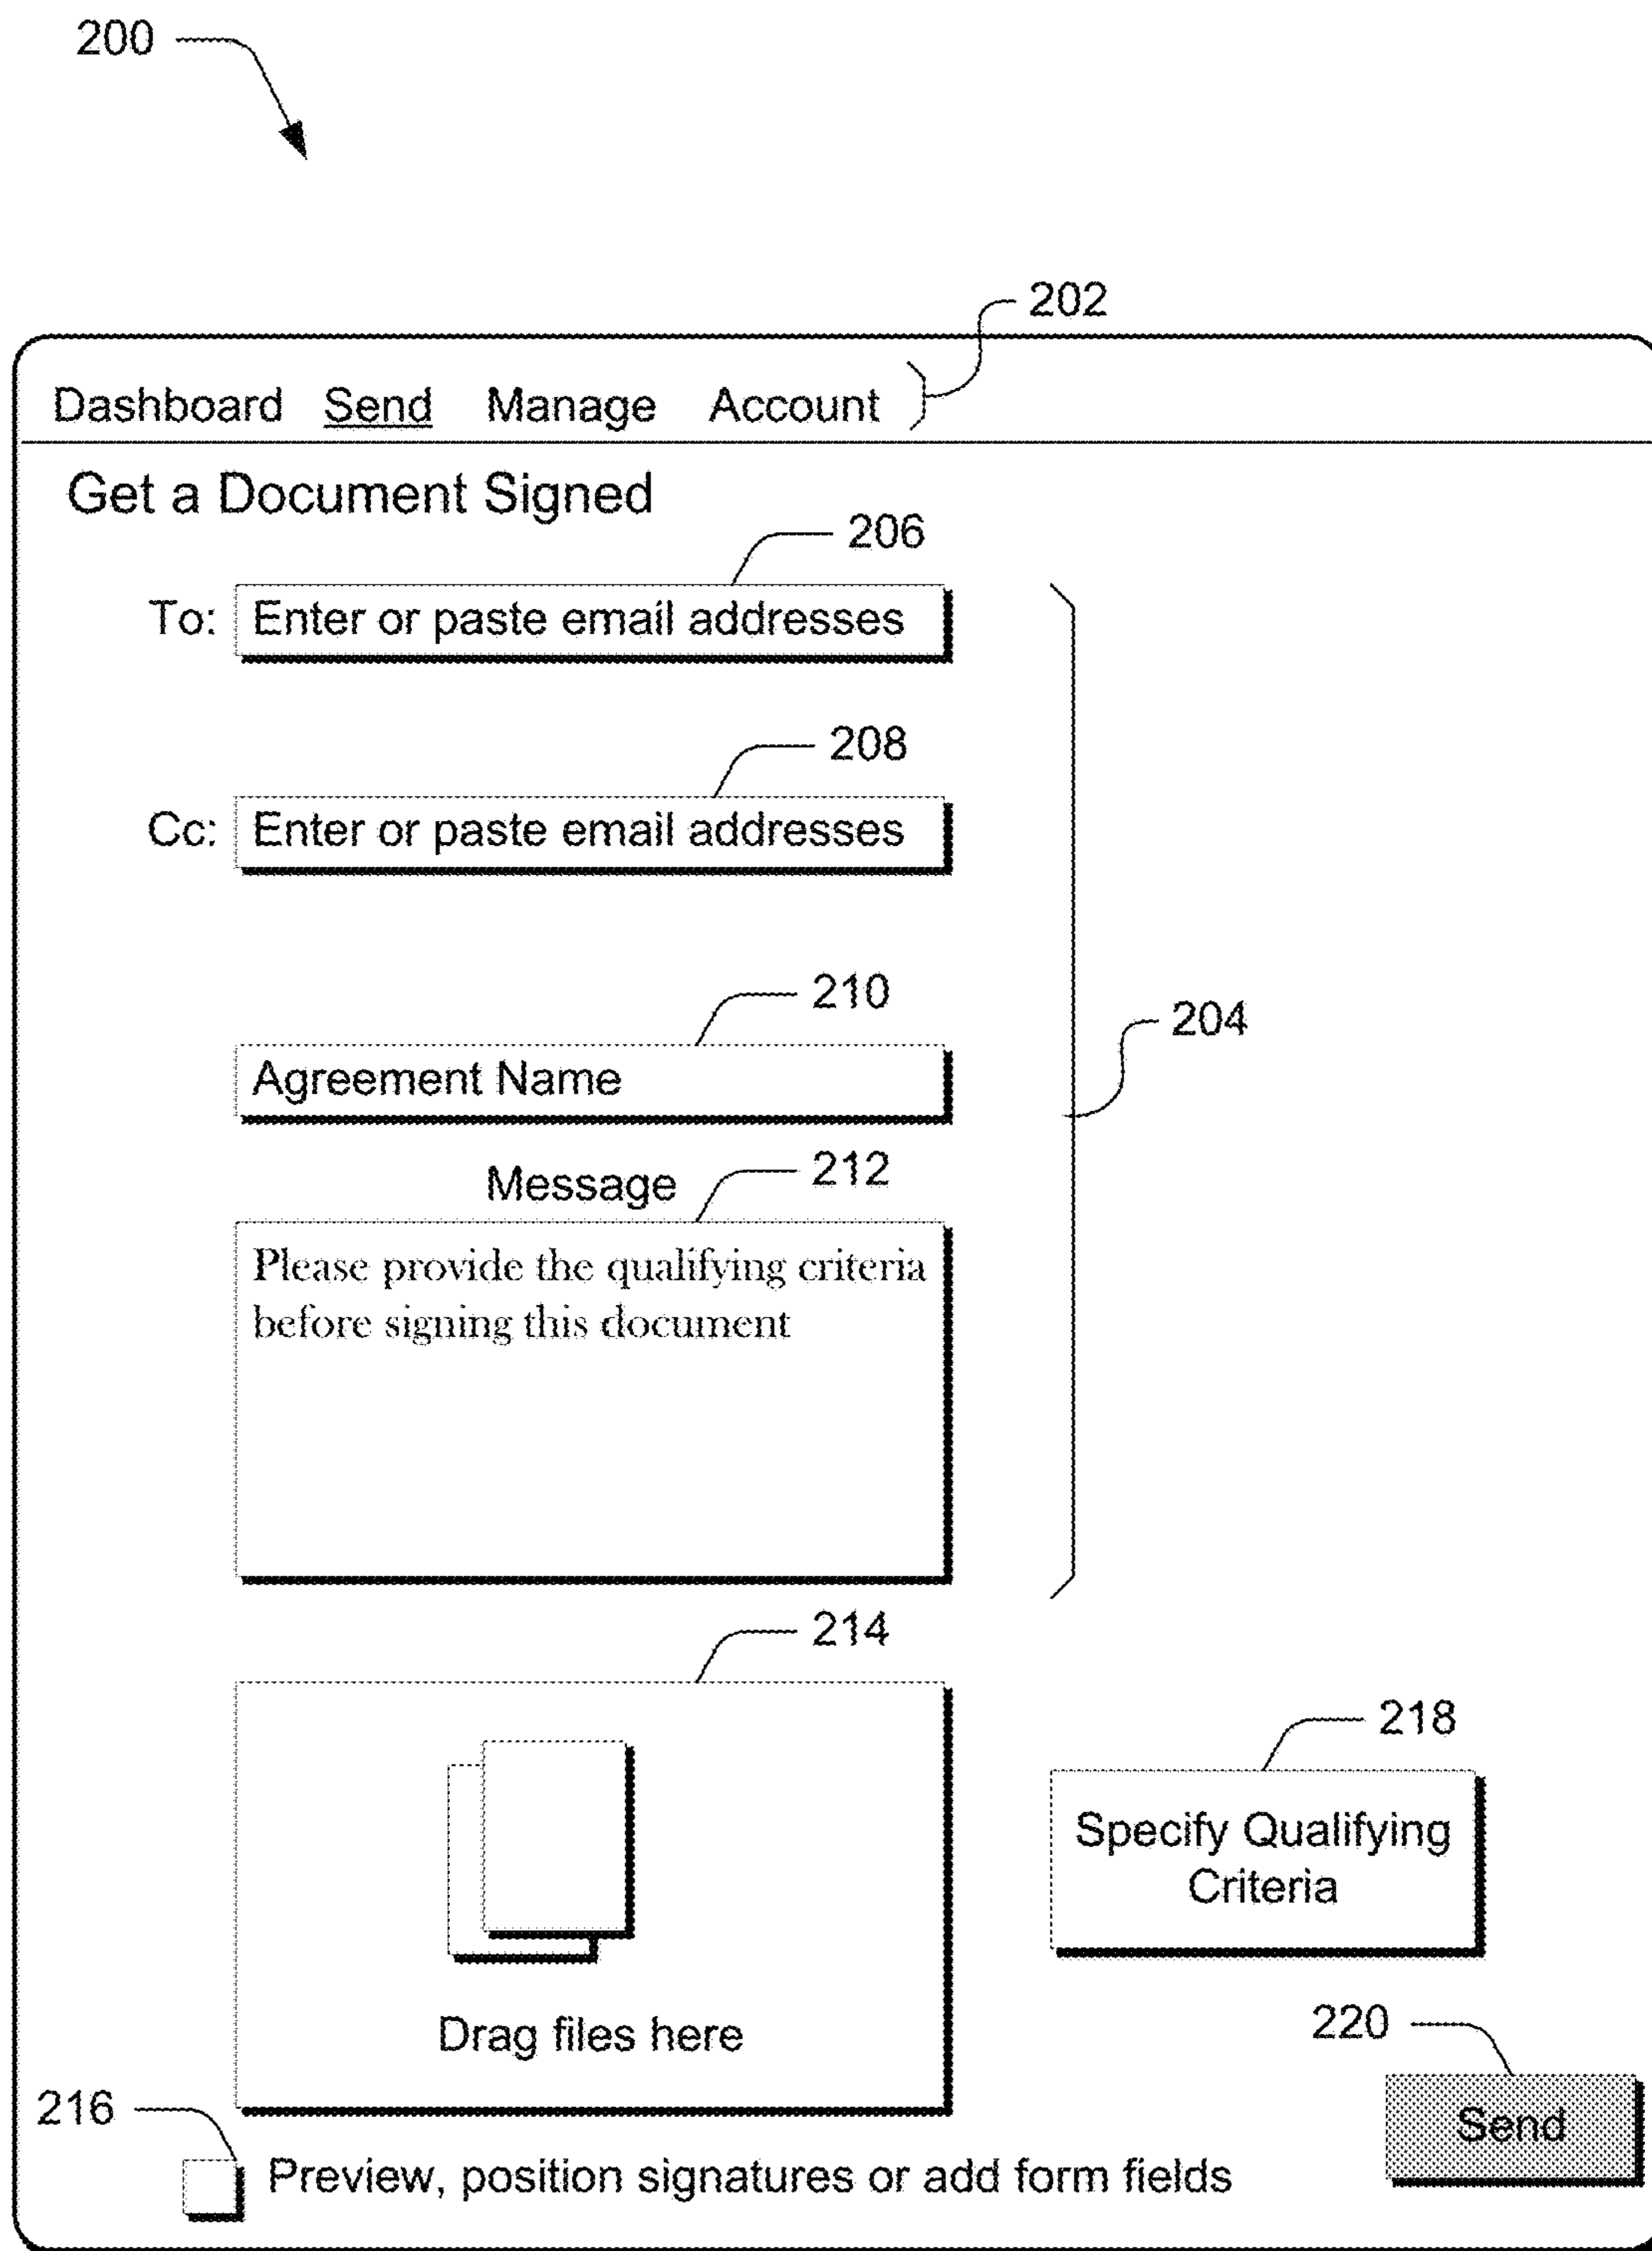 200
202
Dashboard Send Manage Account
Get a Document Signed
206
To: Enter or paste email addresses
208
Cc: Enter or paste email addresses
210
Agreement Name
204
Message
212
Please provide the qualifying criteria
before signing this document
214
Drag files here
218
Specify Qualifying
Criteria
220
Send
216
Preview, position signatures or add form fields